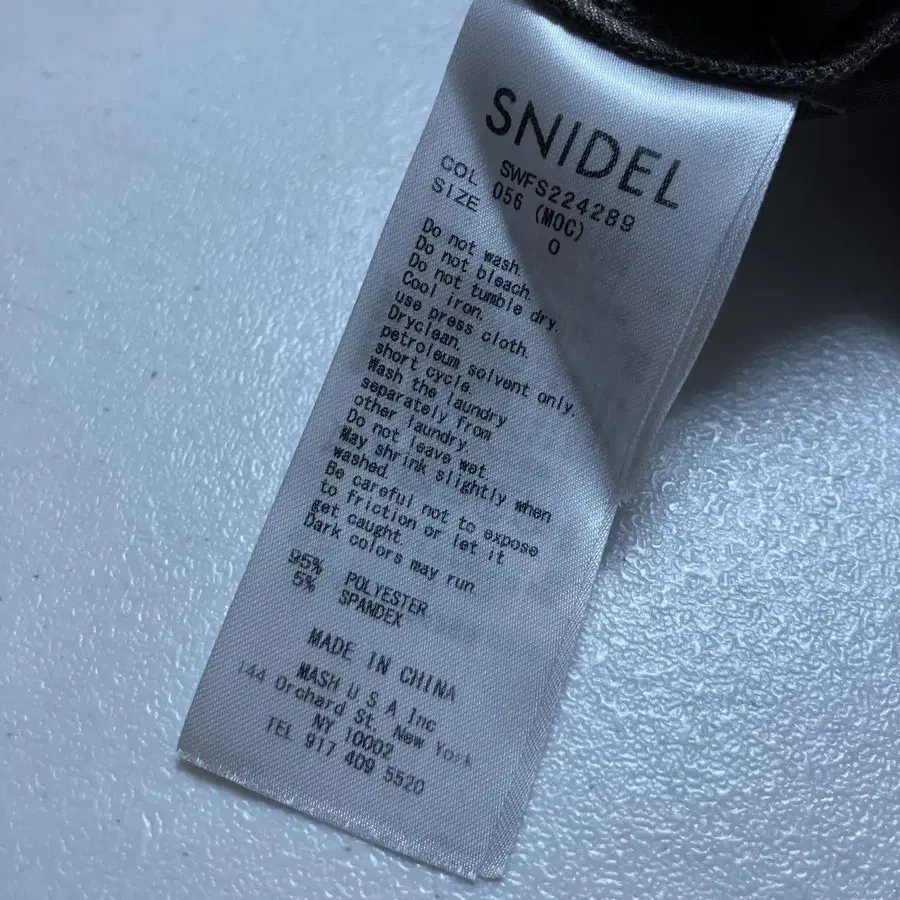 SNIDEL
SWFS224289
COL 056 (MOC)
SIZE 0
Do not wash.
Do not bleach.
Do not tumble dry.
Cool iron.
use press cloth.
Dryclean.
petroleum solvent only.
short cycle.
Wash the laundry
separately from
other laundry.
Do not leave wet.
May shrink slightly when
washed.
Be careful not to expose
to friction or let it
get caught.
Dark colors may run.
95% POLYESTER
5% SPANDEX
MADE IN CHINA
MASH U S A Inc
144 Orchard St, New York
NY 10002
TEL 917 409 5520